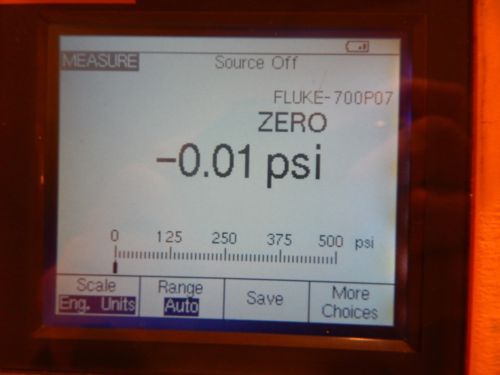 MEASURE Source Off
FLUKE-700P07
ZERO
-0.01 psi
0 125 250 375 500 psi
Scale Range Save More
Eng. Units Auto Choices